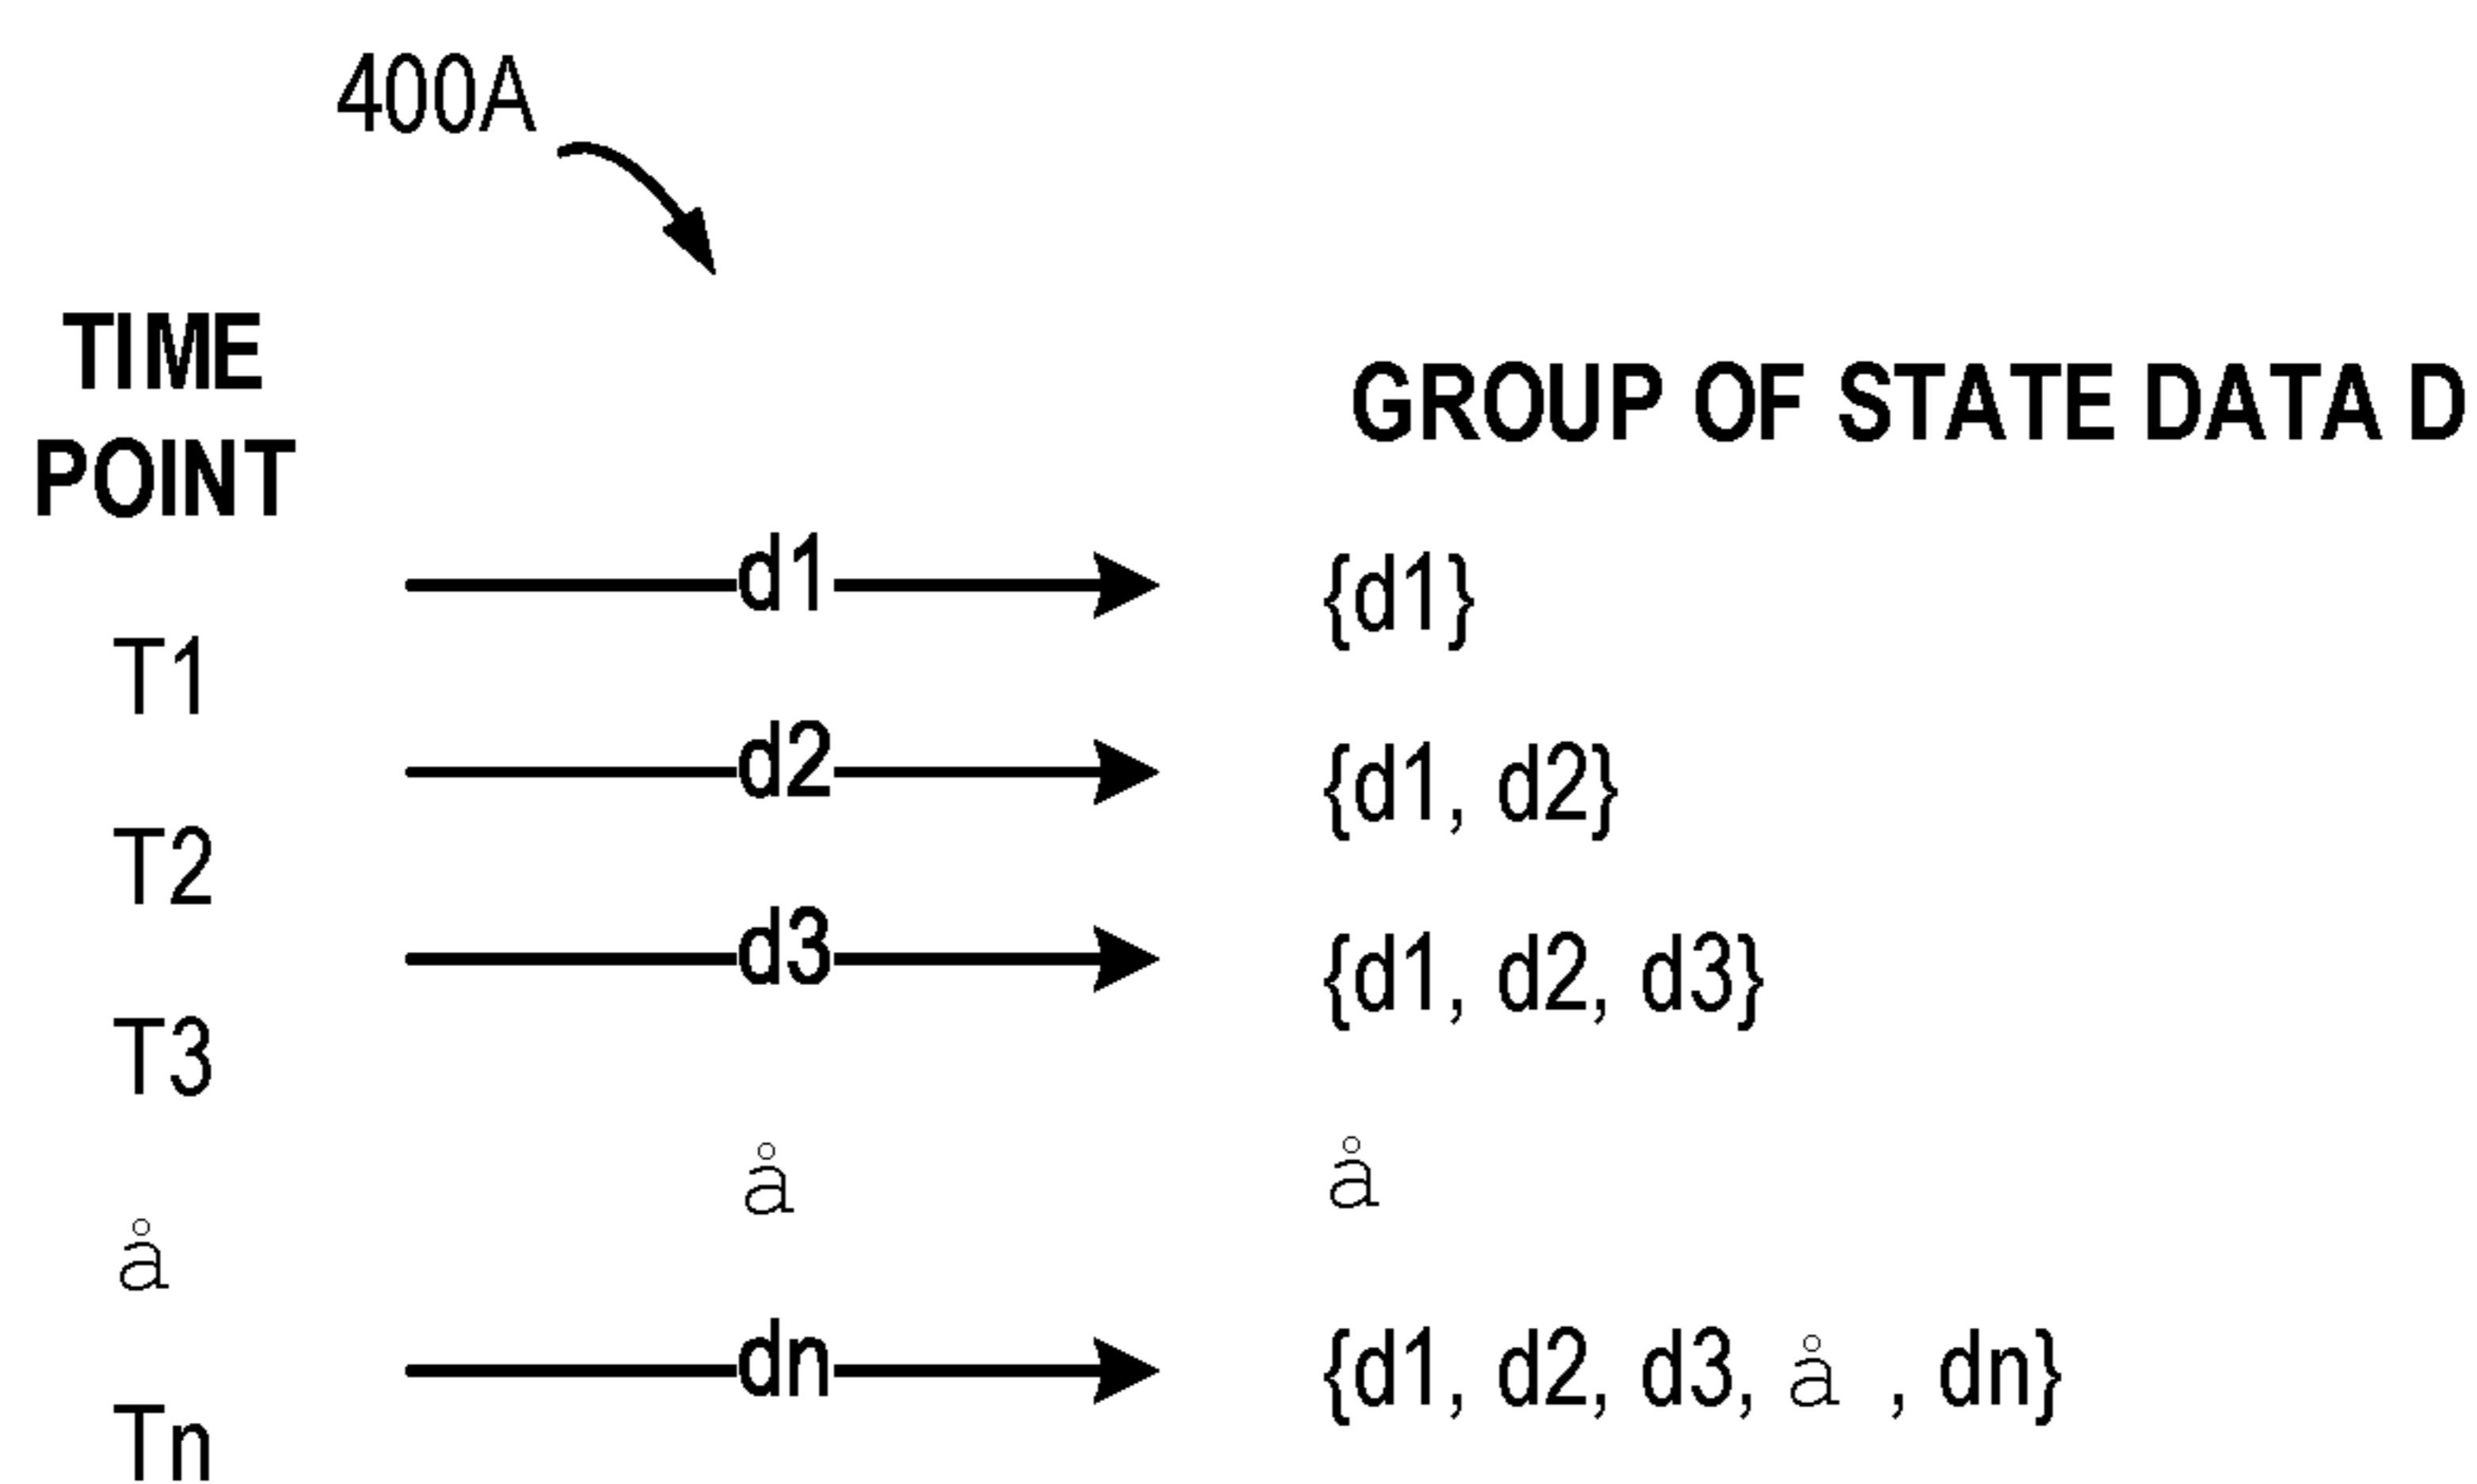 400A
TIME
POINT
GROUP OF STATE DATA D
d1
{d1}
T1
d2
{d1, d2}
T2
d3
{d1, d2, d3}
T3
å
å
å
dn
{d1, d2, d3, å , dn}
Tn